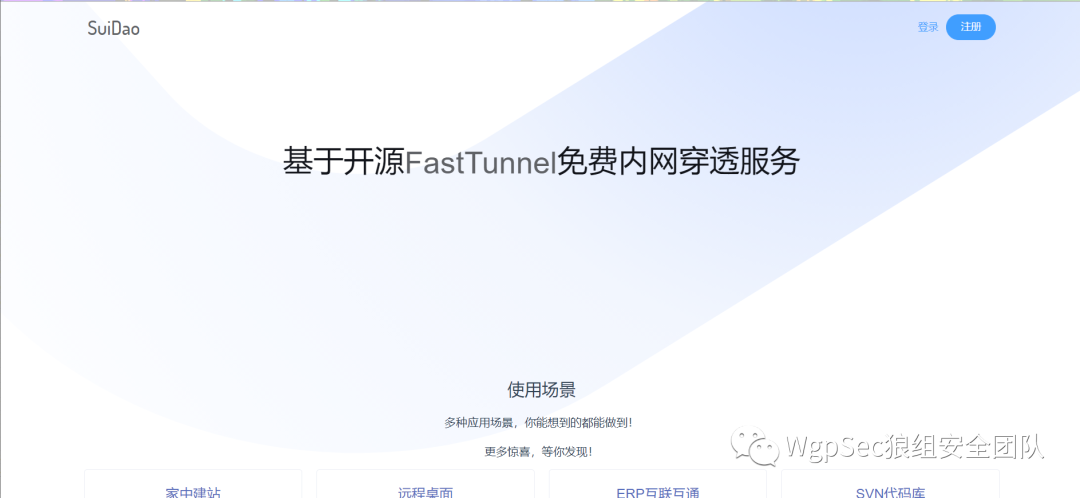 SuiDao
登录
注册
基于开源FastTunnel免费内网穿透服务
使用场景
多种应用场景，你能想到的都能做到！
更多惊喜，等你发现！
WgpSec狼组安全团队
家中建站
远程桌面
ERP互联互通
SVN代码库